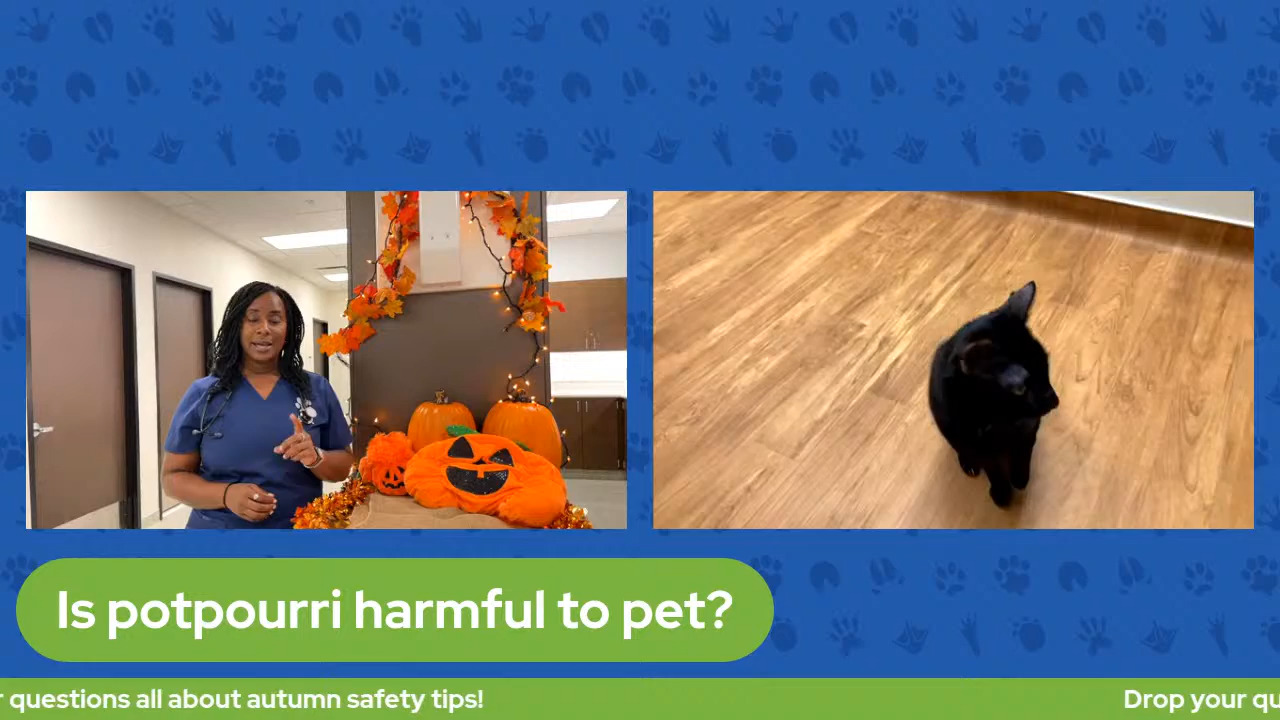 Is potpourri harmful to pet?
r questions all about autumn safety tips!
Drop your qu